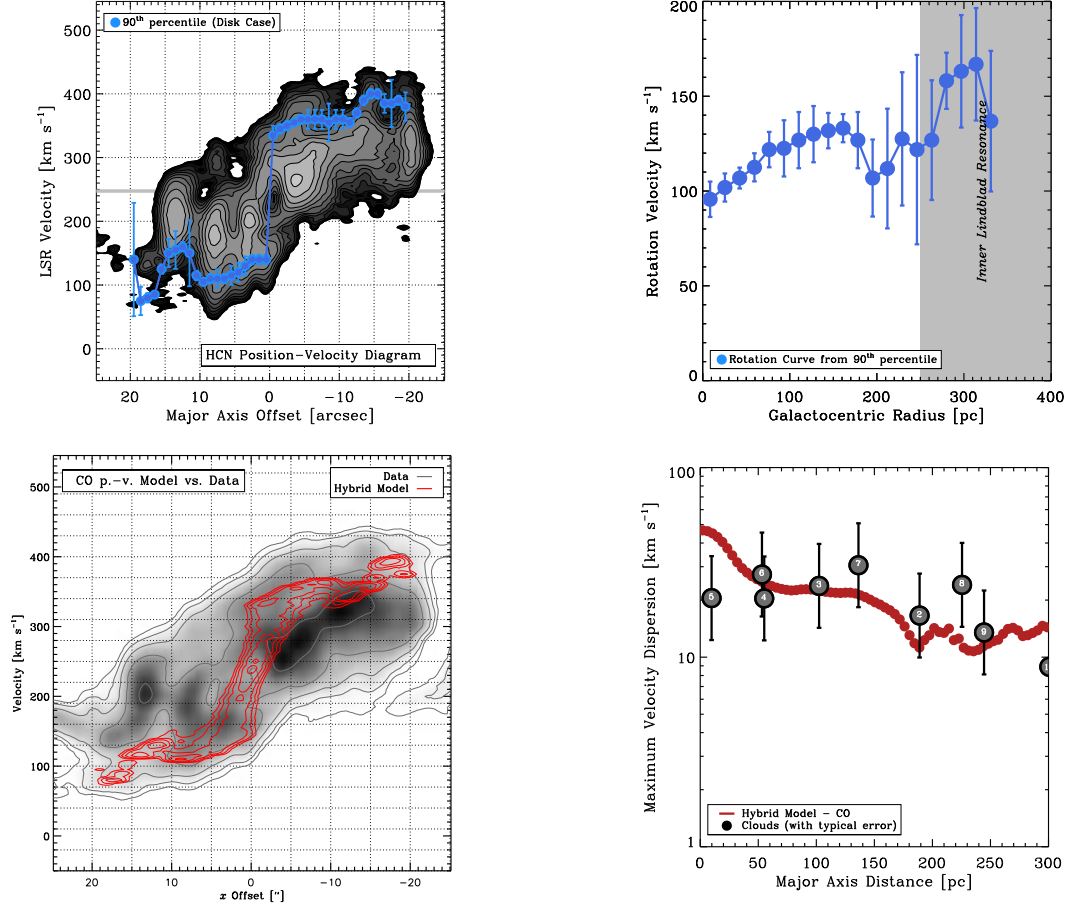 500
400
300
200
100
0
LSR Velocity [km s⁻¹]
90th percentile (Disk Case)
HCN Position−Velocity Diagram
20 10 0 −10 −20
Major Axis Offset [arcsec]
200
150
100
50
0
Rotation Velocity [km s⁻¹]
Inner Lindblad Resonance
Rotation Curve from 90th percentile
0 100 200 300 400
Galactocentric Radius [pc]
500
400
300
200
100
0
Velocity [km s⁻¹]
CO p.−v. Model vs. Data
Data
Hybrid Model
20 10 0 −10 −20
x Offset ["]
100
10
1
Maximum Velocity Dispersion [km s⁻¹]
5
6
4
3
7
2
8
9
1
Hybrid Model − CO
Clouds (with typical error)
0 50 100 150 200 250 300
Major Axis Distance [pc]